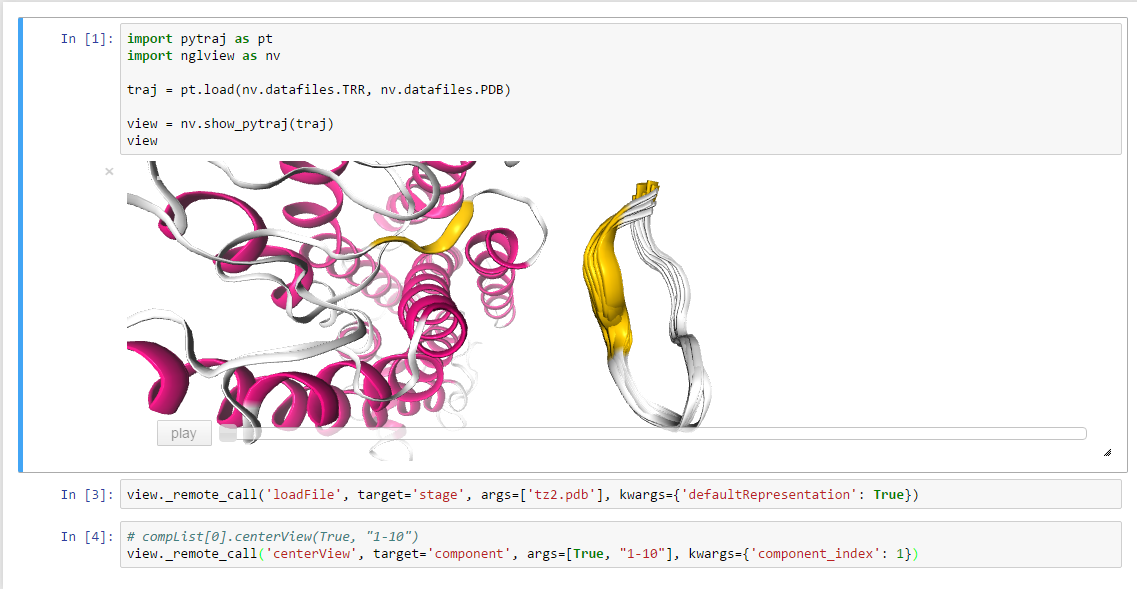 In [1]:
import pytraj as pt
import nglview as nv
traj = pt.load(nv.datafiles.TRR, nv.datafiles.PDB)
view = nv.show_pytraj(traj)
view
×
play
In [3]: view._remote_call('loadFile', target='stage', args=['tz2.pdb'], kwargs={'defaultRepresentation': True})
In [4]:
# compList[0].centerView(True, "1-10")
view._remote_call('centerView', target='component', args=[True, "1-10"], kwargs={'component_index': 1})